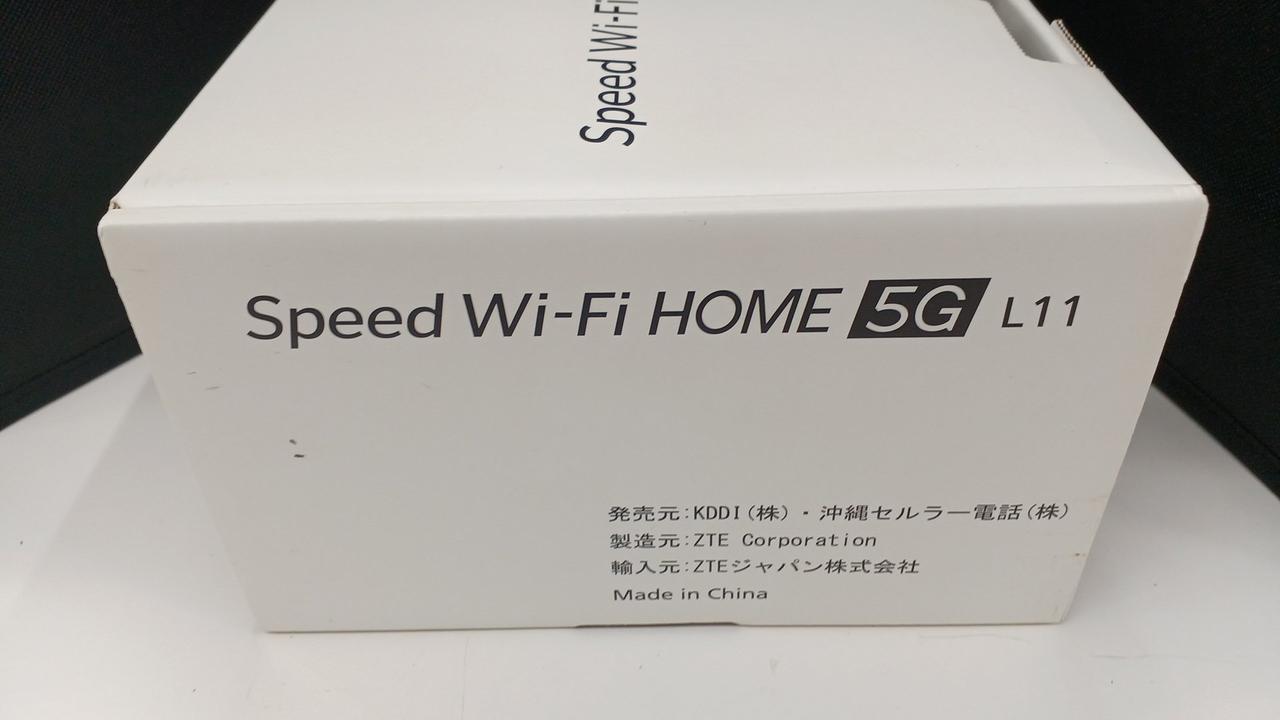 Speed Wi-Fi
Speed Wi-Fi HOME 5G L11
発売元:KDDI(株)・沖縄セルラー電話(株)
製造元:ZTE Corporation
輸入元:ZTEジャパン株式会社
Made in China